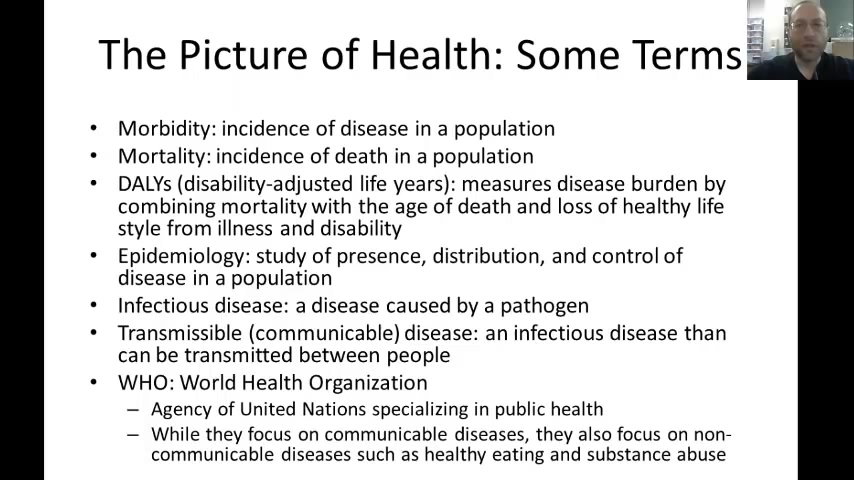 The Picture of Health: Some Terms
• Morbidity: incidence of disease in a population
• Mortality: incidence of death in a population
• DALYs (disability-adjusted life years): measures disease burden by
combining mortality with the age of death and loss of healthy life
style from illness and disability
• Epidemiology: study of presence, distribution, and control of
disease in a population
• Infectious disease: a disease caused by a pathogen
• Transmissible (communicable) disease: an infectious disease than
can be transmitted between people
• WHO: World Health Organization
– Agency of United Nations specializing in public health
– While they focus on communicable diseases, they also focus on non-
communicable diseases such as healthy eating and substance abuse